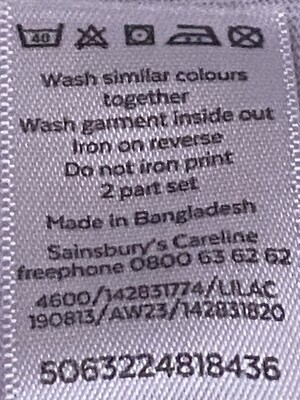 40
Wash similar colours
together
Wash garment inside out
Iron on reverse
Do not iron print
2 part set
Made in Bangladesh
Sainsbury's Careline
freephone 0800 63 62 62
4600/142831774/LILAC
190813/AW23/142831820
5063224818436